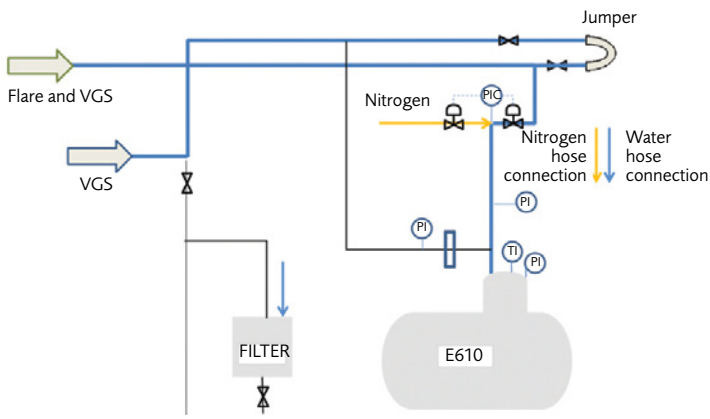 Jumper
Flare and VGS
Nitrogen
PIC
Nitrogen
hose
connection
Water
hose
connection
VGS
PI
PI
TI
PI
FILTER
E610